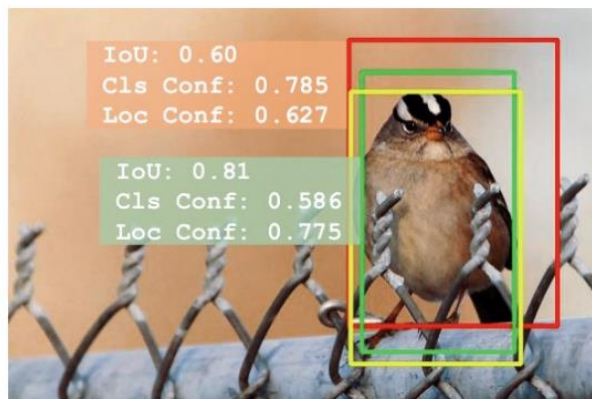 IoU: 0.60
Cls Conf: 0.785
Loc Conf: 0.627
IoU: 0.81
Cls Conf: 0.586
Loc Conf: 0.775